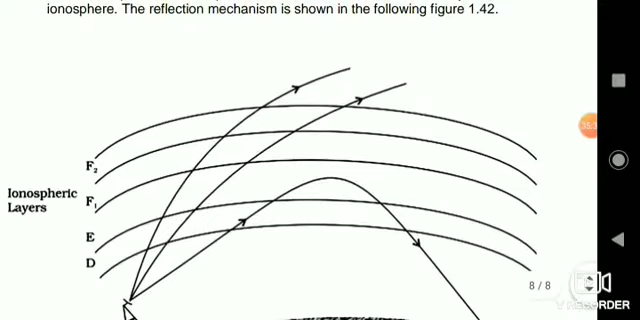 ionosphere. The reflection mechanism is shown in the following figure 1.42.
F₂
Ionospheric
Layers
F₁
E
D
8 / 8
RECORDER